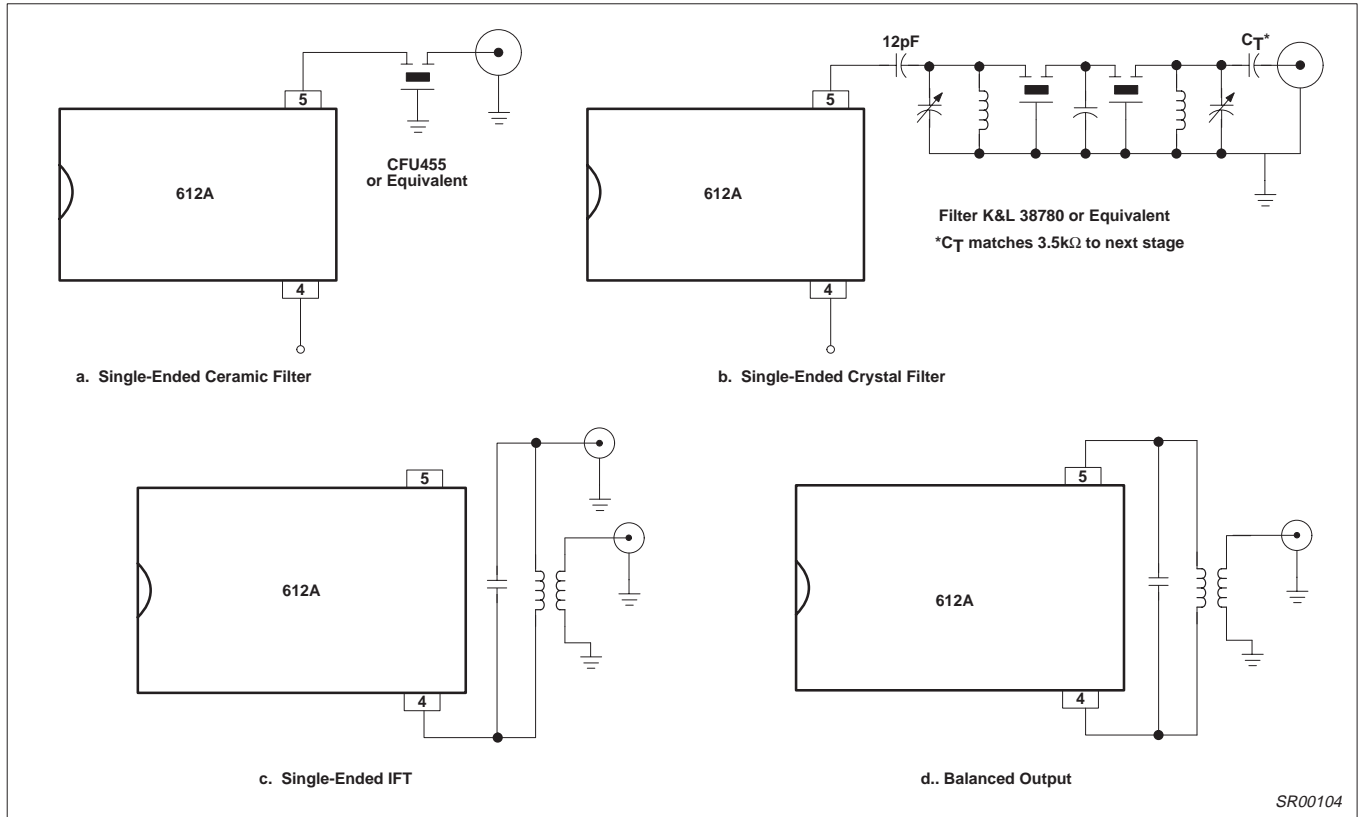 5
CFU455
or Equivalent
612A
4
a. Single-Ended Ceramic Filter
12pF
CT*
5
612A
Filter K&L 38780 or Equivalent
*CT matches 3.5kΩ to next stage
4
b. Single-Ended Crystal Filter
5
612A
4
c. Single-Ended IFT
5
612A
4
d.. Balanced Output
SR00104